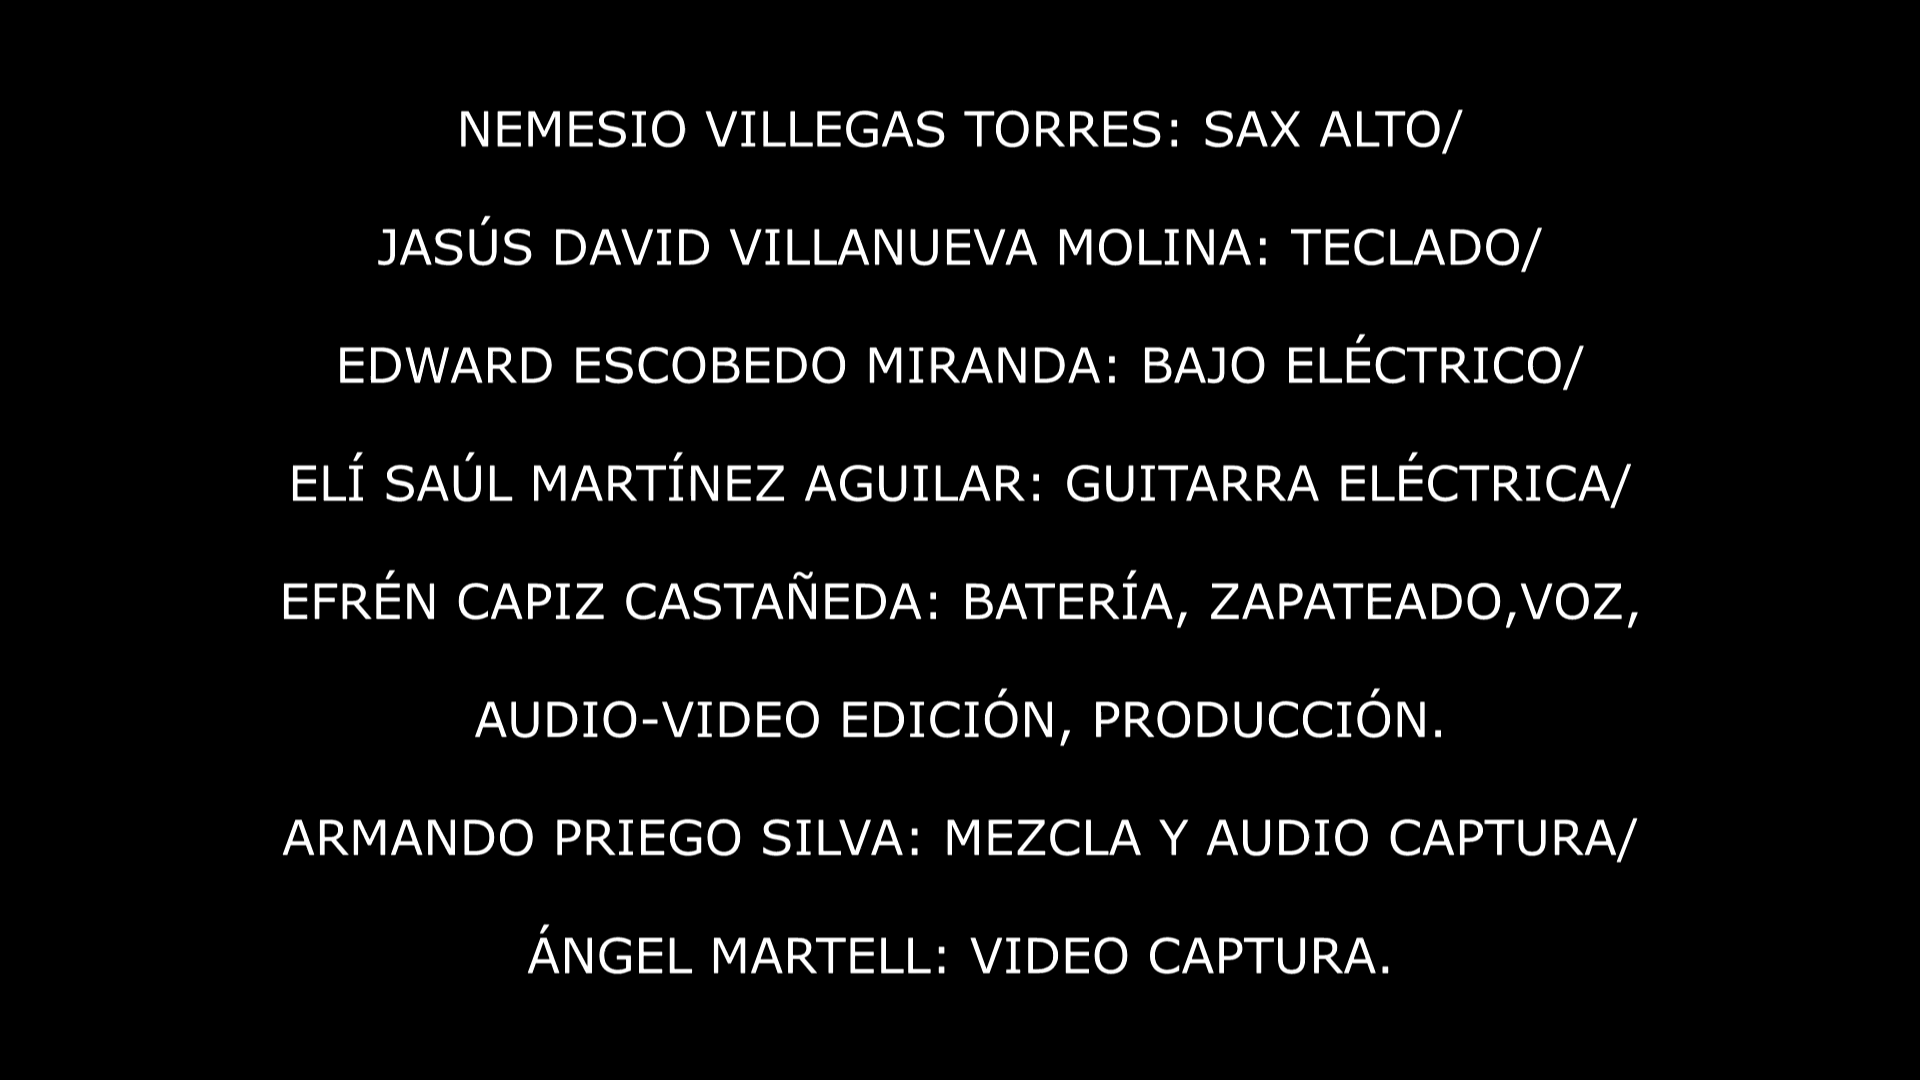 NEMESIO VILLEGAS TORRES: SAX ALTO/
JASÚS DAVID VILLANUEVA MOLINA: TECLADO/
EDWARD ESCOBEDO MIRANDA: BAJO ELÉCTRICO/
ELÍ SAÚL MARTÍNEZ AGUILAR: GUITARRA ELÉCTRICA/
EFRÉN CAPIZ CASTAÑEDA: BATERÍA, ZAPATEADO,VOZ,
AUDIO-VIDEO EDICIÓN, PRODUCCIÓN.
ARMANDO PRIEGO SILVA: MEZCLA Y AUDIO CAPTURA/
ÁNGEL MARTELL: VIDEO CAPTURA.